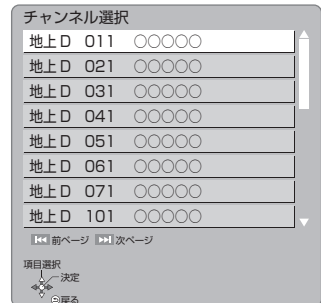 チャンネル選択
地上D 011 ○○○○○
地上D 021 ○○○○○
地上D 031 ○○○○○
地上D 041 ○○○○○
地上D 051 ○○○○○
地上D 061 ○○○○○
地上D 071 ○○○○○
地上D 101 ○○○○○
前ページ 次ページ
項目選択
決定
戻る